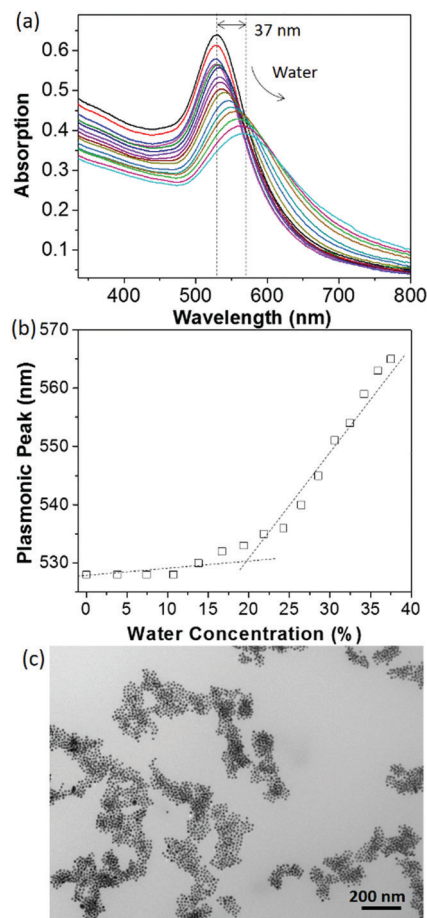 (a)
37 nm
Water
0.6
0.5
0.4
0.3
0.2
0.1
Absorption
400 500 600 700 800
Wavelength (nm)
(b)
570
560
550
540
530
Plasmonic Peak (nm)
0 5 10 15 20 25 30 35 40
Water Concentration (%)
(c)
200 nm